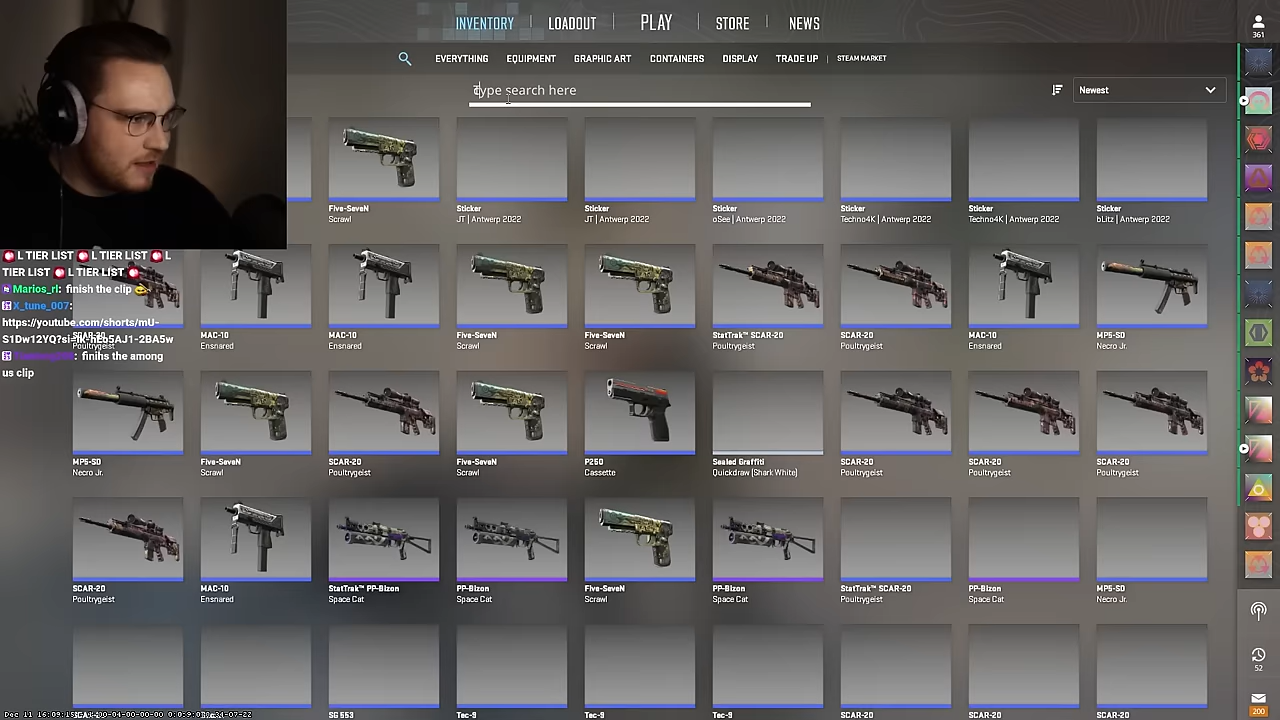 INVENTORY
LOADOUT
PLAY
STORE
NEWS
361
EVERYTHING
EQUIPMENT
GRAPHIC ART
CONTAINERS
DISPLAY
TRADE UP
STEAM MARKET
Type search here
Newest
Five-SeveN
Scrawl
Sticker
JT | Antwerp 2022
Sticker
JT | Antwerp 2022
Sticker
oSee | Antwerp 2022
Sticker
Techno4K | Antwerp 2022
Sticker
Techno4K | Antwerp 2022
Sticker
bLitz | Antwerp 2022
L TIER LIST L TIER LIST L
TIER LIST L TIER LIST
Marios_rl: finish the clip
X_tune_007:
https://youtube.com/shorts/mU-
: finihs the among
us clip
Poultrygeist
MAC-10
Ensnared
MAC-10
Ensnared
Five-SeveN
Scrawl
Five-SeveN
Scrawl
StatTrak™ SCAR-20
Poultrygeist
SCAR-20
Poultrygeist
MAC-10
Ensnared
MP5-SD
Necro Jr.
MP5-SD
Necro Jr.
Five-SeveN
Scrawl
SCAR-20
Poultrygeist
Five-SeveN
Scrawl
P250
Cassette
Sealed Graffiti
Quickdraw (Shark White)
SCAR-20
Poultrygeist
SCAR-20
Poultrygeist
SCAR-20
Poultrygeist
SCAR-20
Poultrygeist
MAC-10
Ensnared
StatTrak™ PP-Bizon
Space Cat
PP-Bizon
Space Cat
Five-SeveN
Scrawl
PP-Bizon
Space Cat
StatTrak™ SCAR-20
Poultrygeist
PP-Bizon
Space Cat
MP5-SD
Necro Jr.
52
SG 553
Tec-9
Tec-9
Tec-9
SCAR-20
SCAR-20
SCAR-20
200